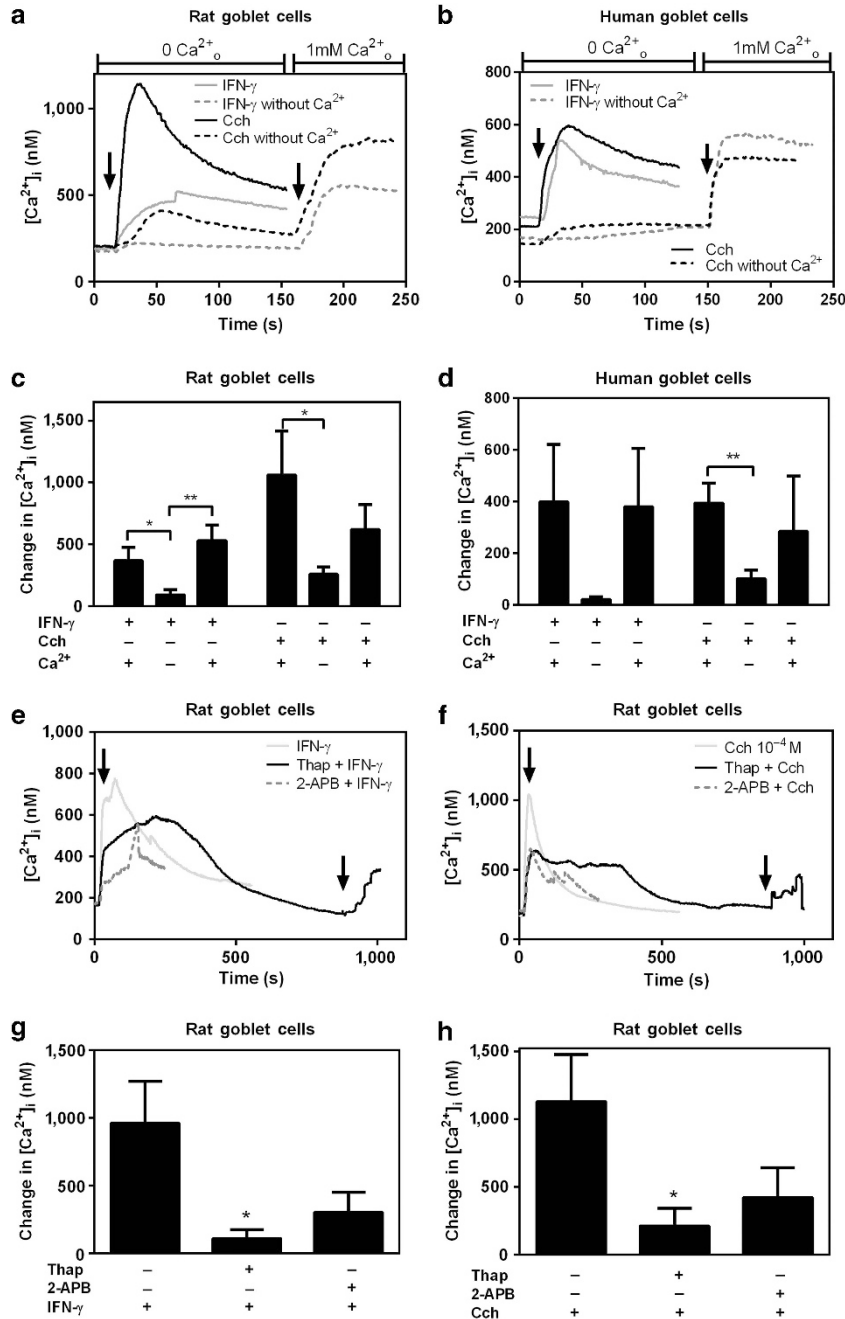 a
Rat goblet cells
0 Ca²⁺ₒ
1mM Ca²⁺ₒ
1,000
500
0
[Ca²⁺]ᵢ (nM)
IFN-γ
IFN-γ without Ca²⁺
Cch
Cch without Ca²⁺
0 50 100 150 200 250
Time (s)
b
Human goblet cells
0 Ca²⁺ₒ
1mM Ca²⁺ₒ
800
600
400
200
0
[Ca²⁺]ᵢ (nM)
IFN-γ
IFN-γ without Ca²⁺
Cch
Cch without Ca²⁺
0 50 100 150 200 250
Time (s)
c
Rat goblet cells
1,500
1,000
500
0
Change in [Ca²⁺]ᵢ (nM)
* ** *
IFN-γ + + + – – –
Cch – – – + + +
Ca²⁺ + – + + – +
d
Human goblet cells
800
600
400
200
0
Change in [Ca²⁺]ᵢ (nM)
**
IFN-γ + + + – – –
Cch – – – + + +
Ca²⁺ + – + + – +
e
Rat goblet cells
1,000
800
600
400
200
0
[Ca²⁺]ᵢ (nM)
IFN-γ
Thap + IFN-γ
2-APB + IFN-γ
0 500 1,000
Time (s)
f
Rat goblet cells
1,500
1,000
500
0
[Ca²⁺]ᵢ (nM)
Cch 10⁻⁴ M
Thap + Cch
2-APB + Cch
0 500 1,000
Time (s)
g
Rat goblet cells
1,500
1,000
500
0
Change in [Ca²⁺]ᵢ (nM)
*
Thap – + –
2-APB – – +
IFN-γ + + +
h
Rat goblet cells
1,500
1,000
500
0
Change in [Ca²⁺]ᵢ (nM)
*
Thap – + –
2-APB – – +
Cch + + +